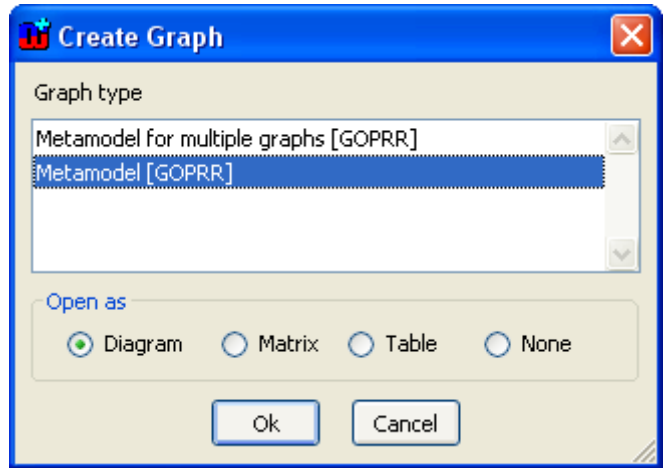 Create Graph
Graph type
Metamodel for multiple graphs [GOPRR]
Metamodel [GOPRR]
Open as
Diagram Matrix Table None
Ok Cancel